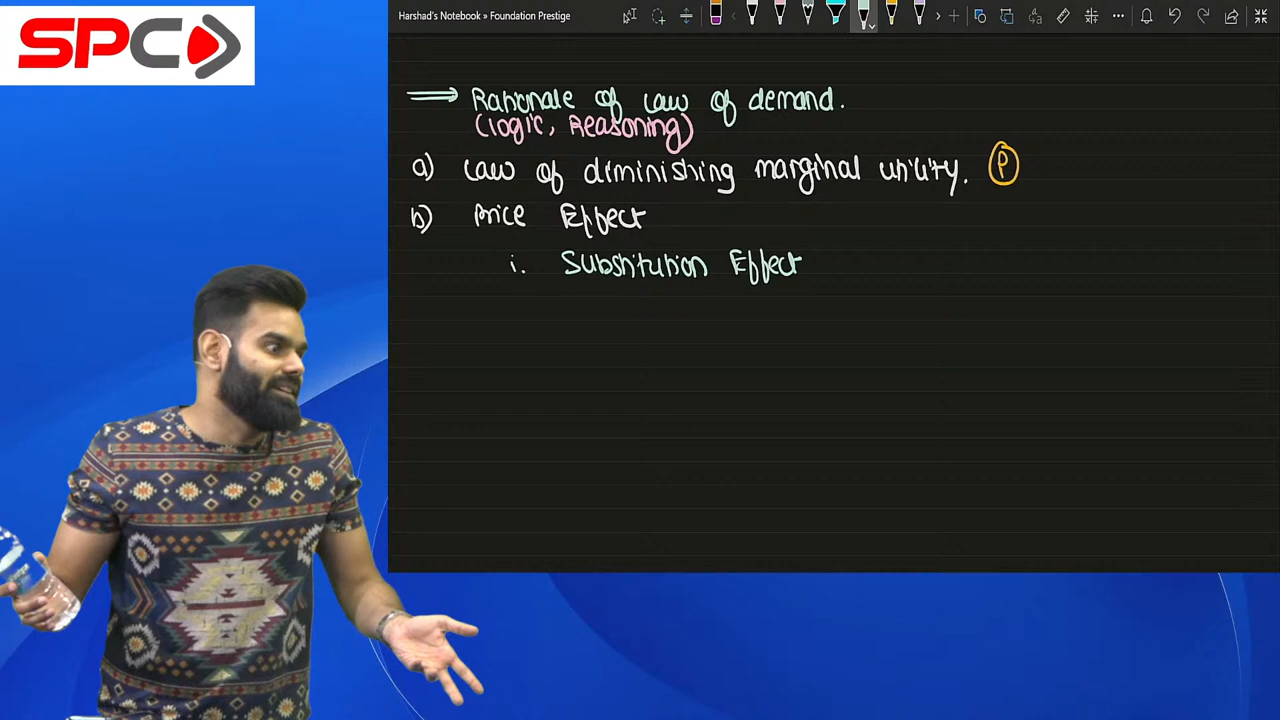 SPC
Harshad's Notebook » Foundation Prestige
Rationale of Law of demand.
(Logic, Reasoning)
a) Law of diminishing marginal utility. P
b) Price Effect
i. Substitution Effect